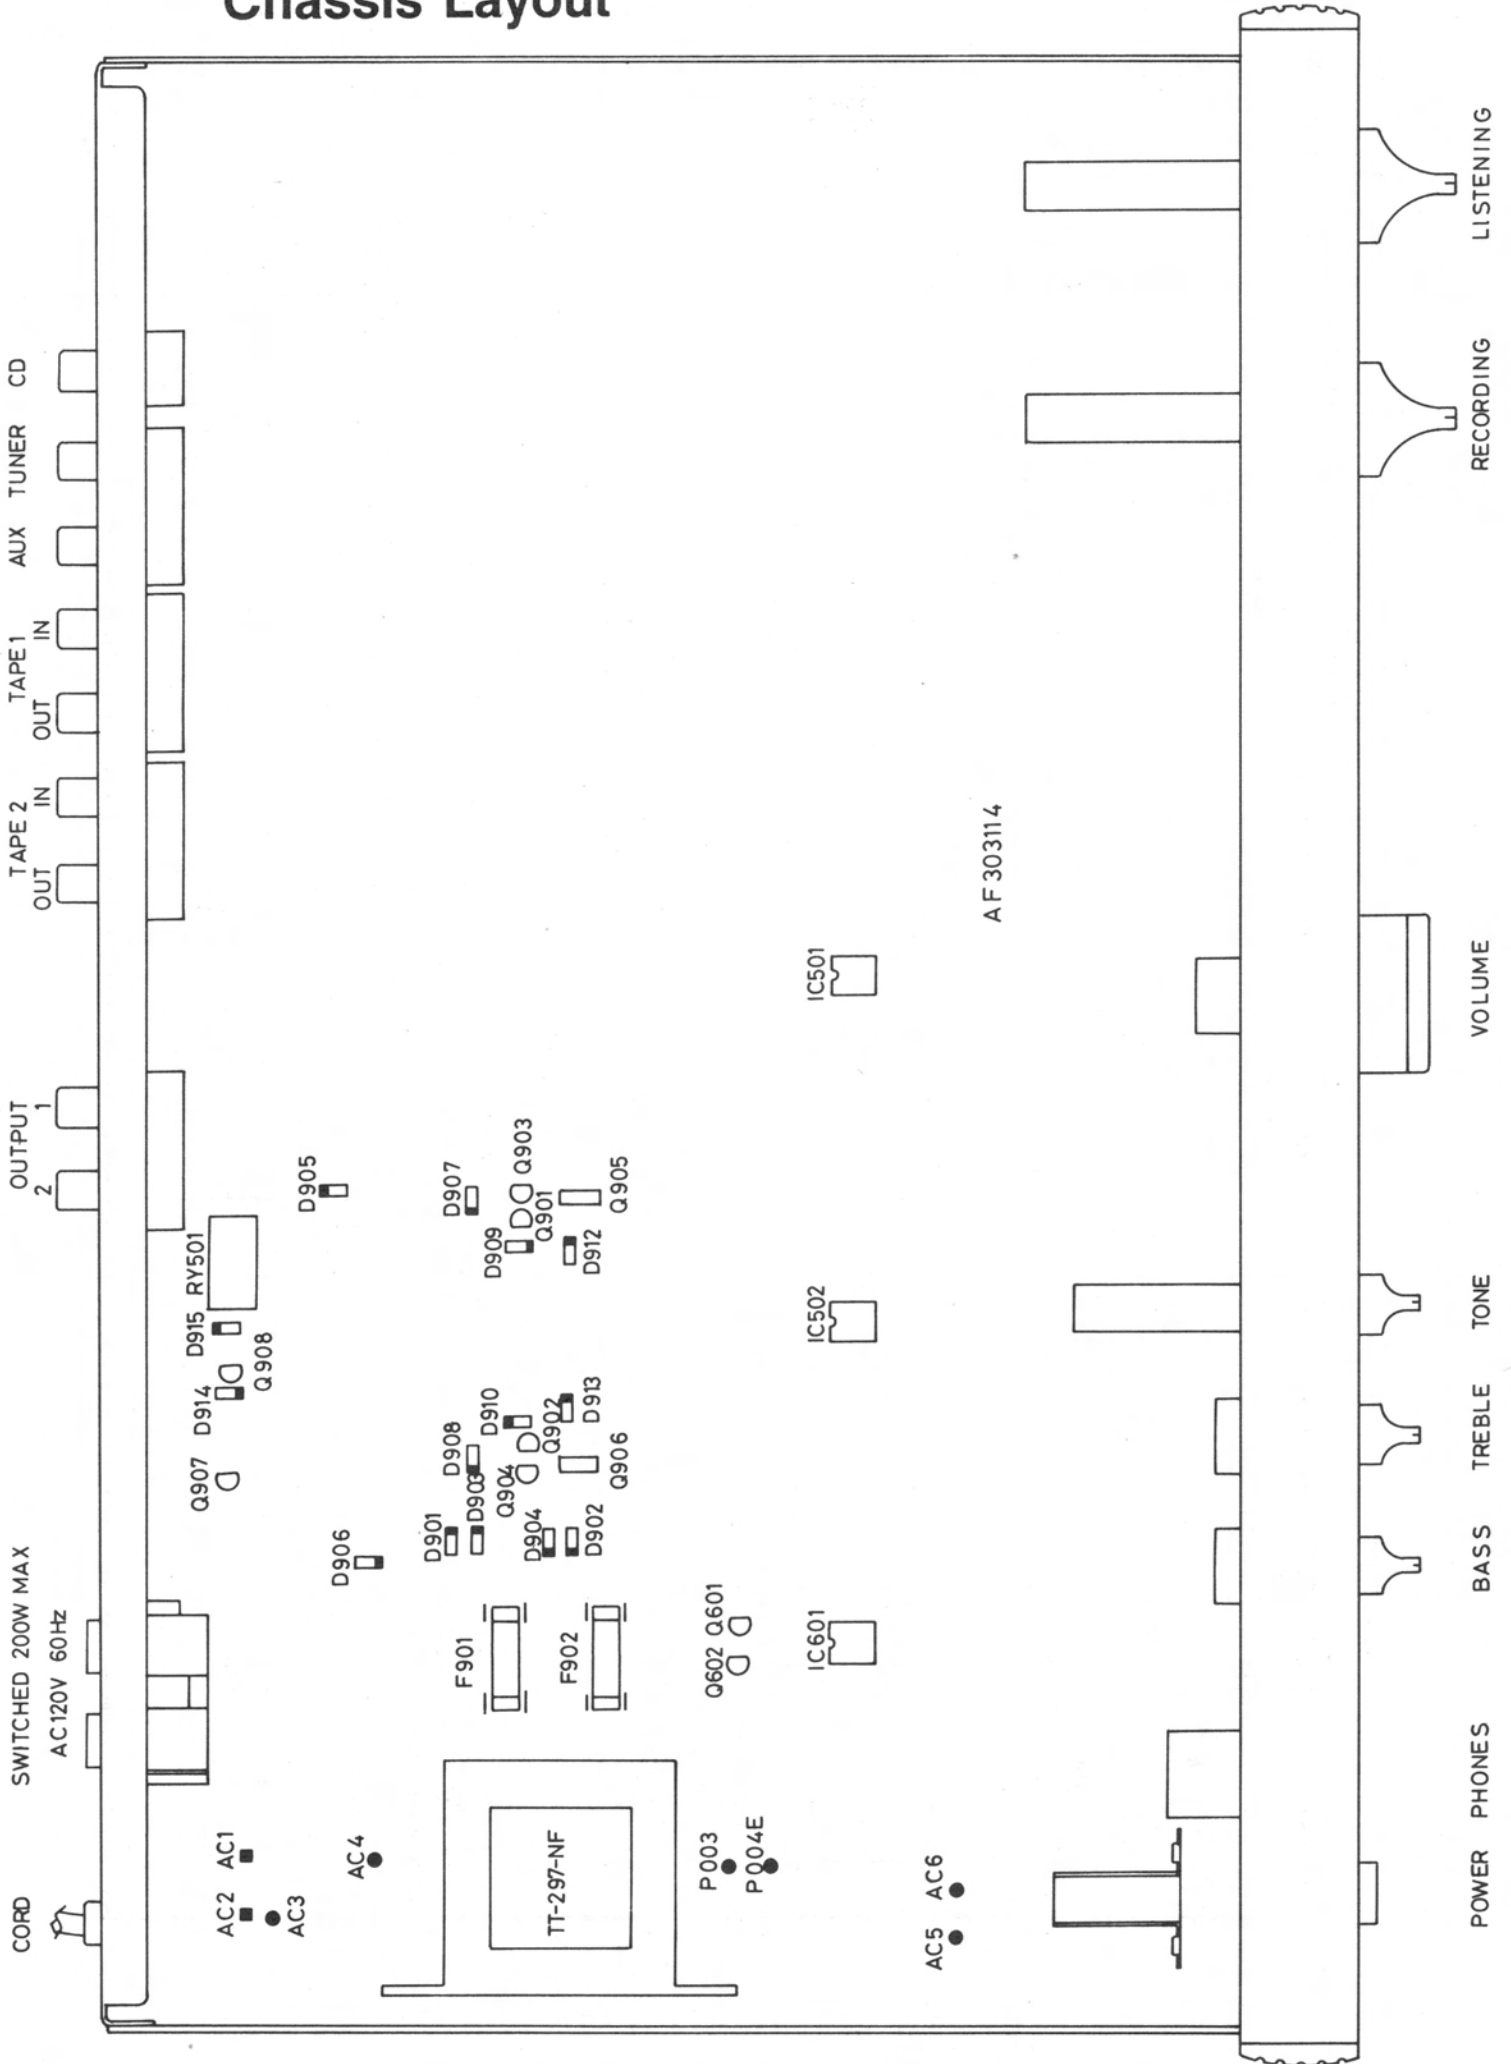 Chassis Layout
CORD
SWITCHED 200W MAX
AC120V 60Hz
OUTPUT
2 1
TAPE 2
OUT IN
TAPE 1
OUT IN
AUX
TUNER
CD
AC2
AC1
AC3
AC4
Q907
D914
Q908
D915
RY501
D906
D905
D901
D903
D908
D907
Q904
D910
Q902
D909
Q901
Q903
D904
D902
D913
D912
Q906
Q905
F901
F902
TT-297-NF
P003
P004E
Q602
Q601
IC601
IC502
IC501
AC5
AC6
AF303114
POWER
PHONES
BASS
TREBLE
TONE
VOLUME
RECORDING
LISTENING